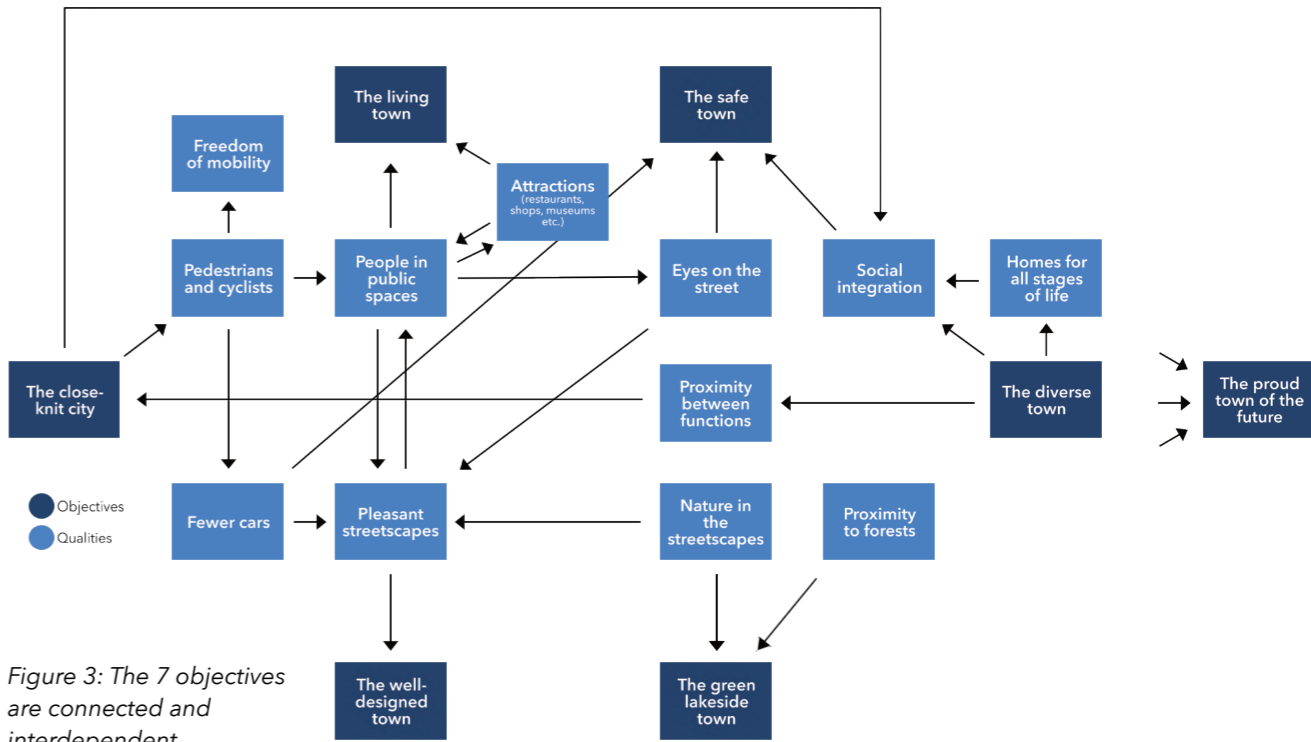 The living
town
The safe
town
Freedom
of mobility
Attractions
(restaurants,
shops, museums
etc.)
Pedestrians
and cyclists
People in
public
spaces
Eyes on the
street
Social
integration
Homes for
all stages
of life
The close-
knit city
Proximity
between
functions
The diverse
town
The proud
town of the
future
Objectives
Qualities
Fewer cars
Pleasant
streetscapes
Nature in
the
streetscapes
Proximity
to forests
The well-
designed
town
The green
lakeside
town
Figure 3: The 7 objectives
are connected and
interdependent